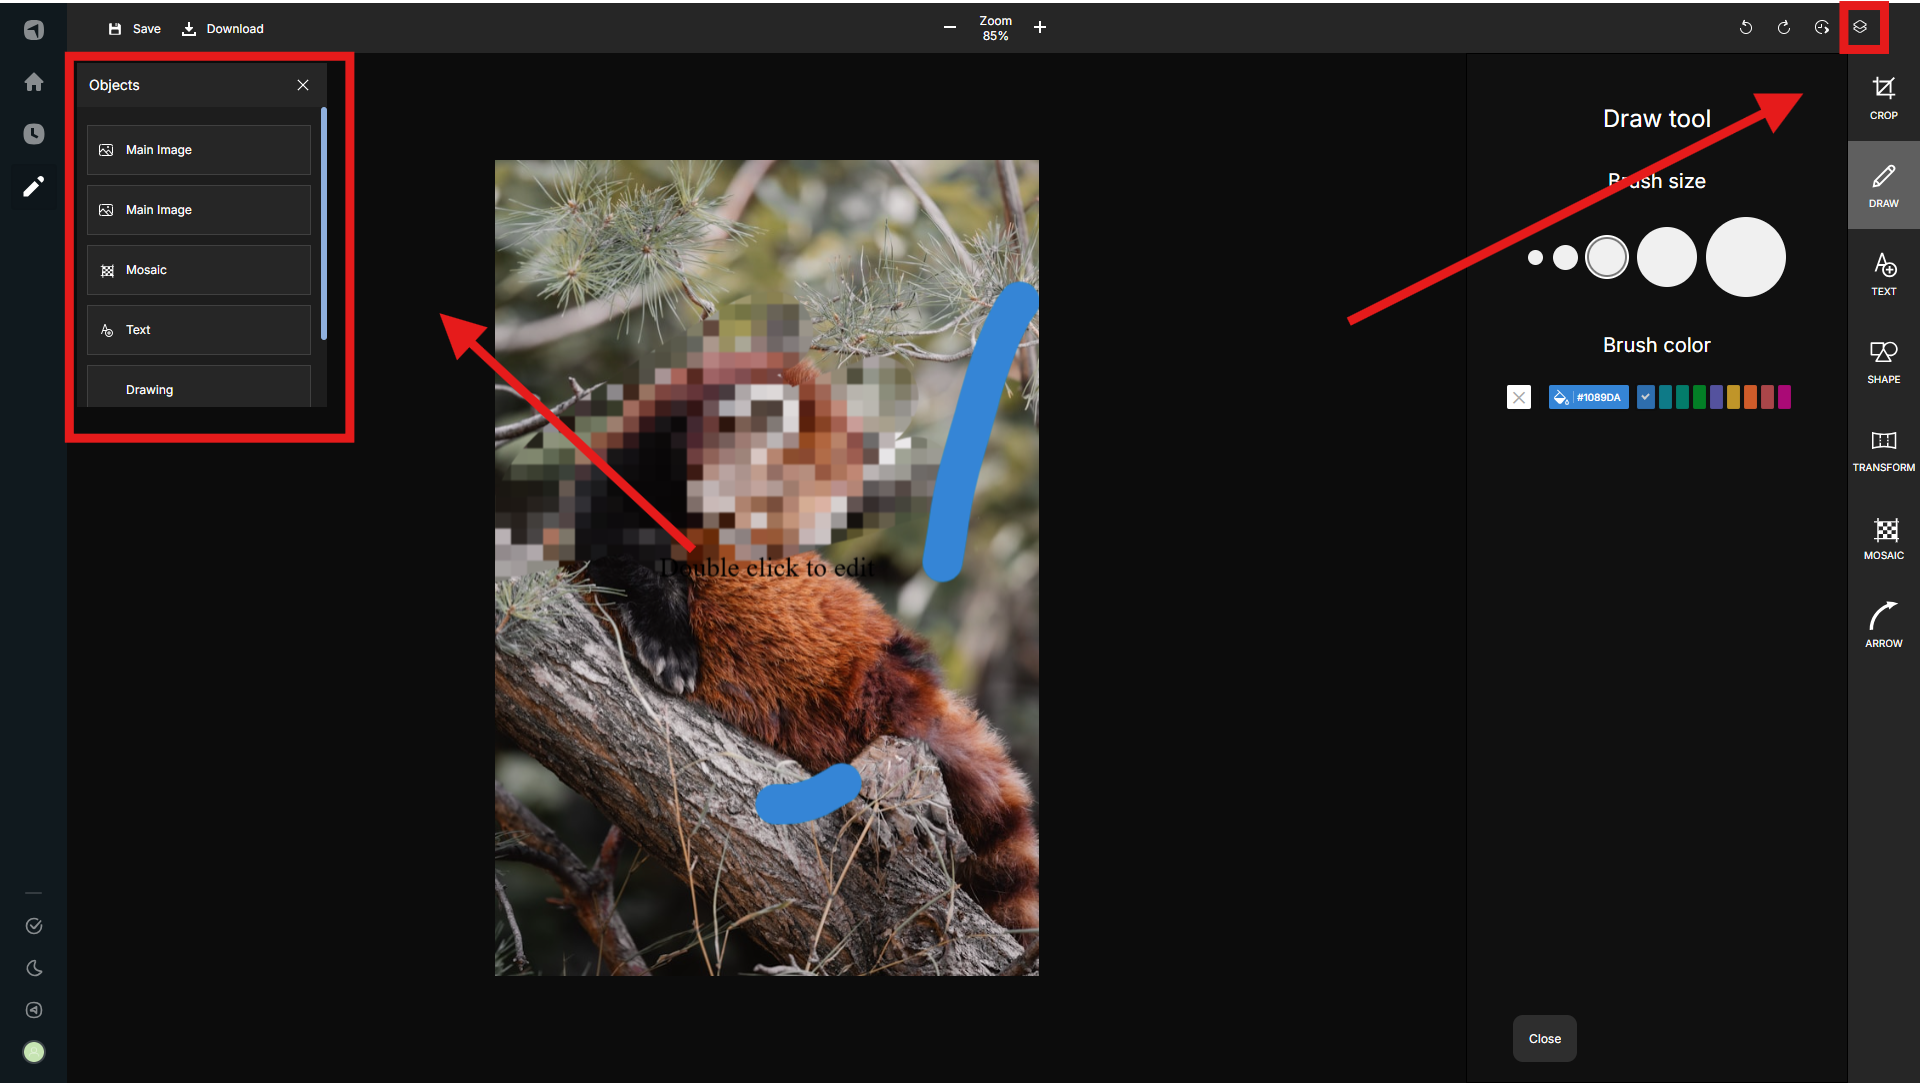 Save
Download
Zoom
85%
Objects
Main Image
Main Image
Mosaic
Text
Drawing
Double click to edit
Draw tool
Brush size
Brush color
#1089DA
Close
CROP
DRAW
TEXT
SHAPE
TRANSFORM
MOSAIC
ARROW